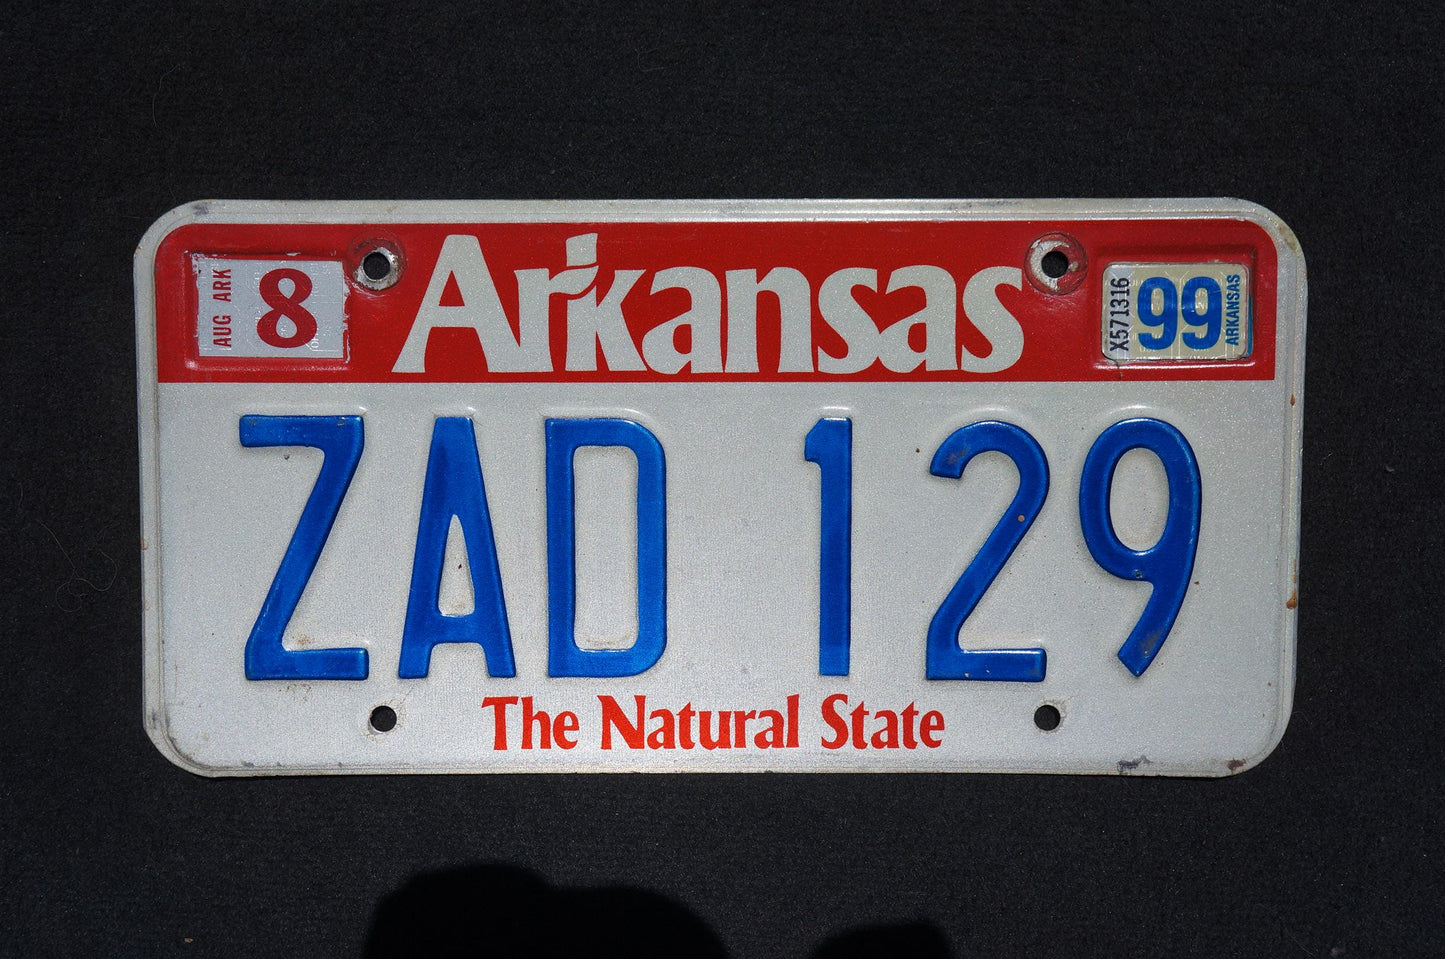 AUG ARK
8
Arkansas
X571316
99
ARKANSAS
ZAD 129
The Natural State